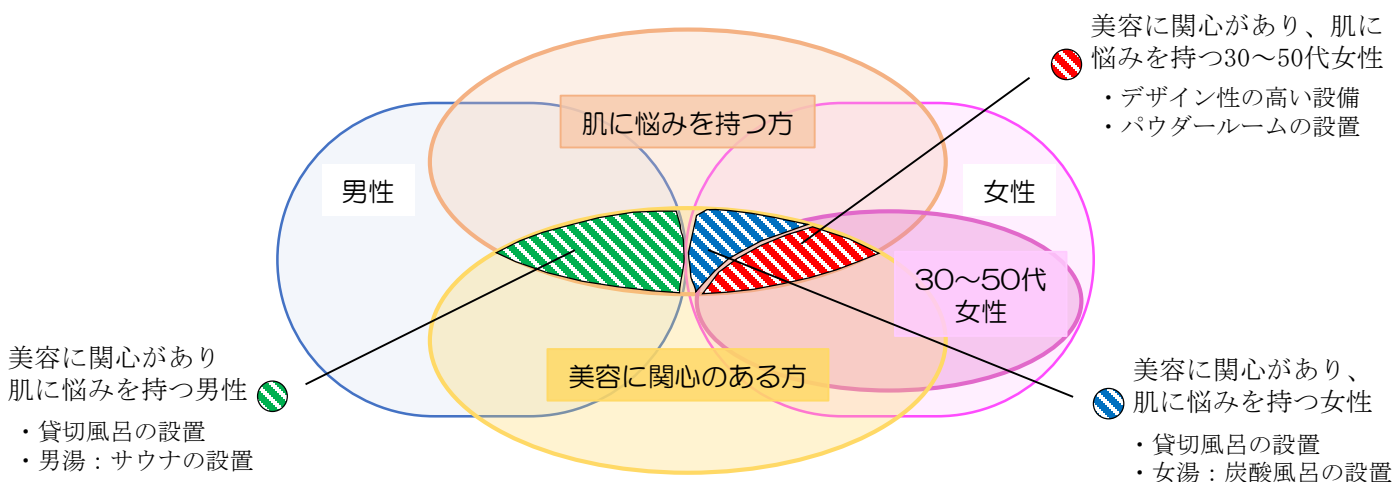 美容に関心があり、肌に
悩みを持つ30～50代女性
・デザイン性の高い設備
・パウダールームの設置
肌に悩みを持つ方
男性
女性
30～50代
女性
美容に関心のある方
美容に関心があり
肌に悩みを持つ男性
・貸切風呂の設置
・男湯：サウナの設置
美容に関心があり、
肌に悩みを持つ女性
・貸切風呂の設置
・女湯：炭酸風呂の設置